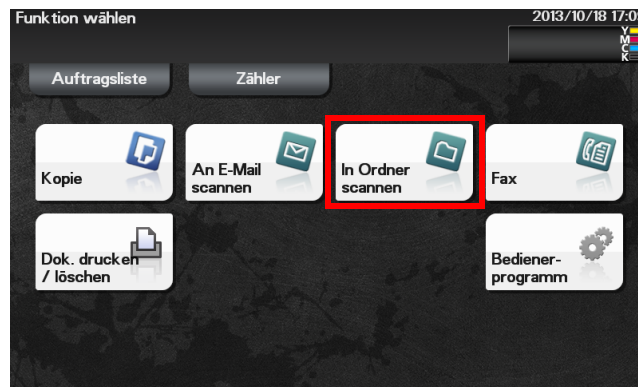 Funktion wählen
2013/10/18 17:0
Y
M
C
K
Auftragsliste
Zähler
Kopie
An E-Mail
scannen
In Ordner
scannen
Fax
Dok. drucken
/ löschen
Bediener-
programm